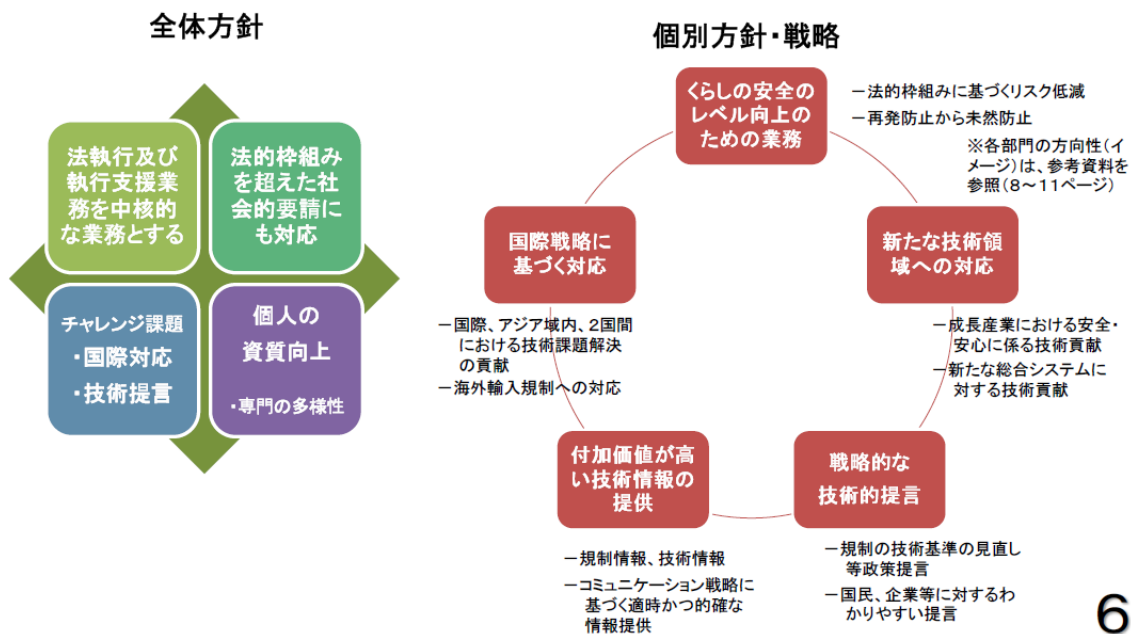 全体方針
法執行及び
執行支援業
務を中核的
な業務とする
法的枠組み
を超えた社
会的要請に
も対応
チャレンジ課題
・国際対応
・技術提言
個人の
資質向上
・専門の多様性
個別方針・戦略
くらしの安全の
レベル向上の
ための業務
－法的枠組みに基づくリスク低減
－再発防止から未然防止
※各部門の方向性(イ
メージ)は、参考資料を
参照(8～11ページ)
新たな技術領
域への対応
－成長産業における安全・
安心に係る技術貢献
－新たな総合システムに
対する技術貢献
戦略的な
技術的提言
－規制の技術基準の見直し
等政策提言
－国民、企業等に対するわ
かりやすい提言
付加価値が高
い技術情報の
提供
－規制情報、技術情報
－コミュニケーション戦略に
基づく適時かつ的確な
情報提供
国際戦略に
基づく対応
－国際、アジア域内、2国間
における技術課題解決
の貢献
－海外輸入規制への対応
6